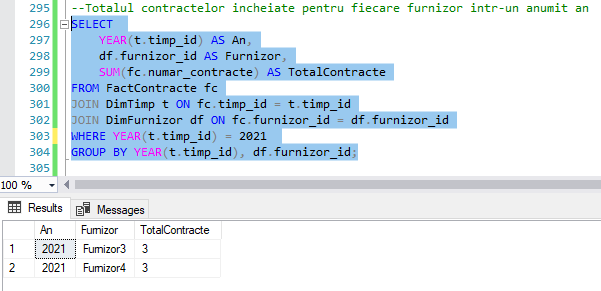 295 --Totalul contractelor incheiate pentru fiecare furnizor intr-un anumit an
296 SELECT
297 YEAR(t.timp_id) AS An,
298 df.furnizor_id AS Furnizor,
299 SUM(fc.numar_contracte) AS TotalContracte
300 FROM FactContracte fc
301 JOIN DimTimp t ON fc.timp_id = t.timp_id
302 JOIN DimFurnizor df ON fc.furnizor_id = df.furnizor_id
303 WHERE YEAR(t.timp_id) = 2021
304 GROUP BY YEAR(t.timp_id), df.furnizor_id;
305
100 %
Results Messages
An Furnizor TotalContracte
1 2021 Furnizor3 3
2 2021 Furnizor4 3